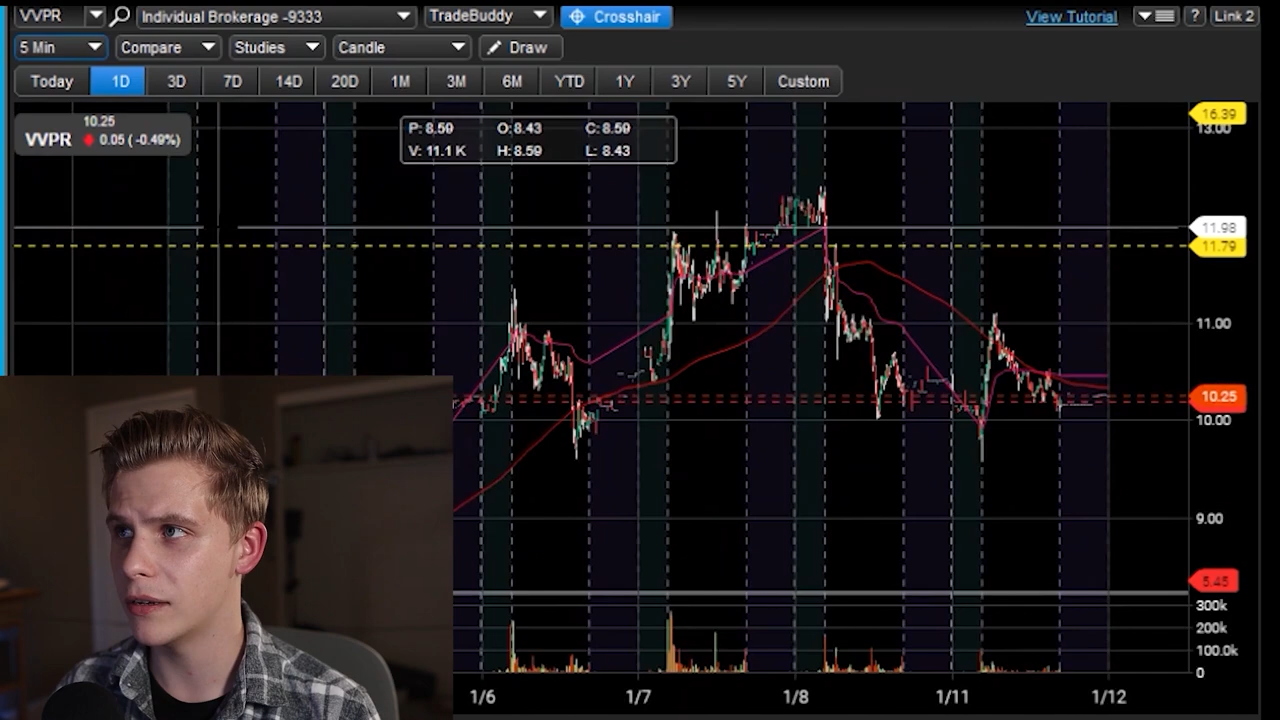 VVPR Individual Brokerage -9333 TradeBuddy Crosshair View Tutorial ? Link 2
5 Min Compare Studies Candle Draw
Today 1D 3D 7D 14D 20D 1M 3M 6M YTD 1Y 3Y 5Y Custom
16.39
13.00
10.25
VVPR 0.05 ( -0.49%)
P: 8.59 O: 8.43 C: 8.59
V: 11.1 K H: 8.59 L: 8.43
11.98
11.79
11.00
10.25
10.00
9.00
5.45
300k
200k
100.0k
0
1/6 1/7 1/8 1/11 1/12